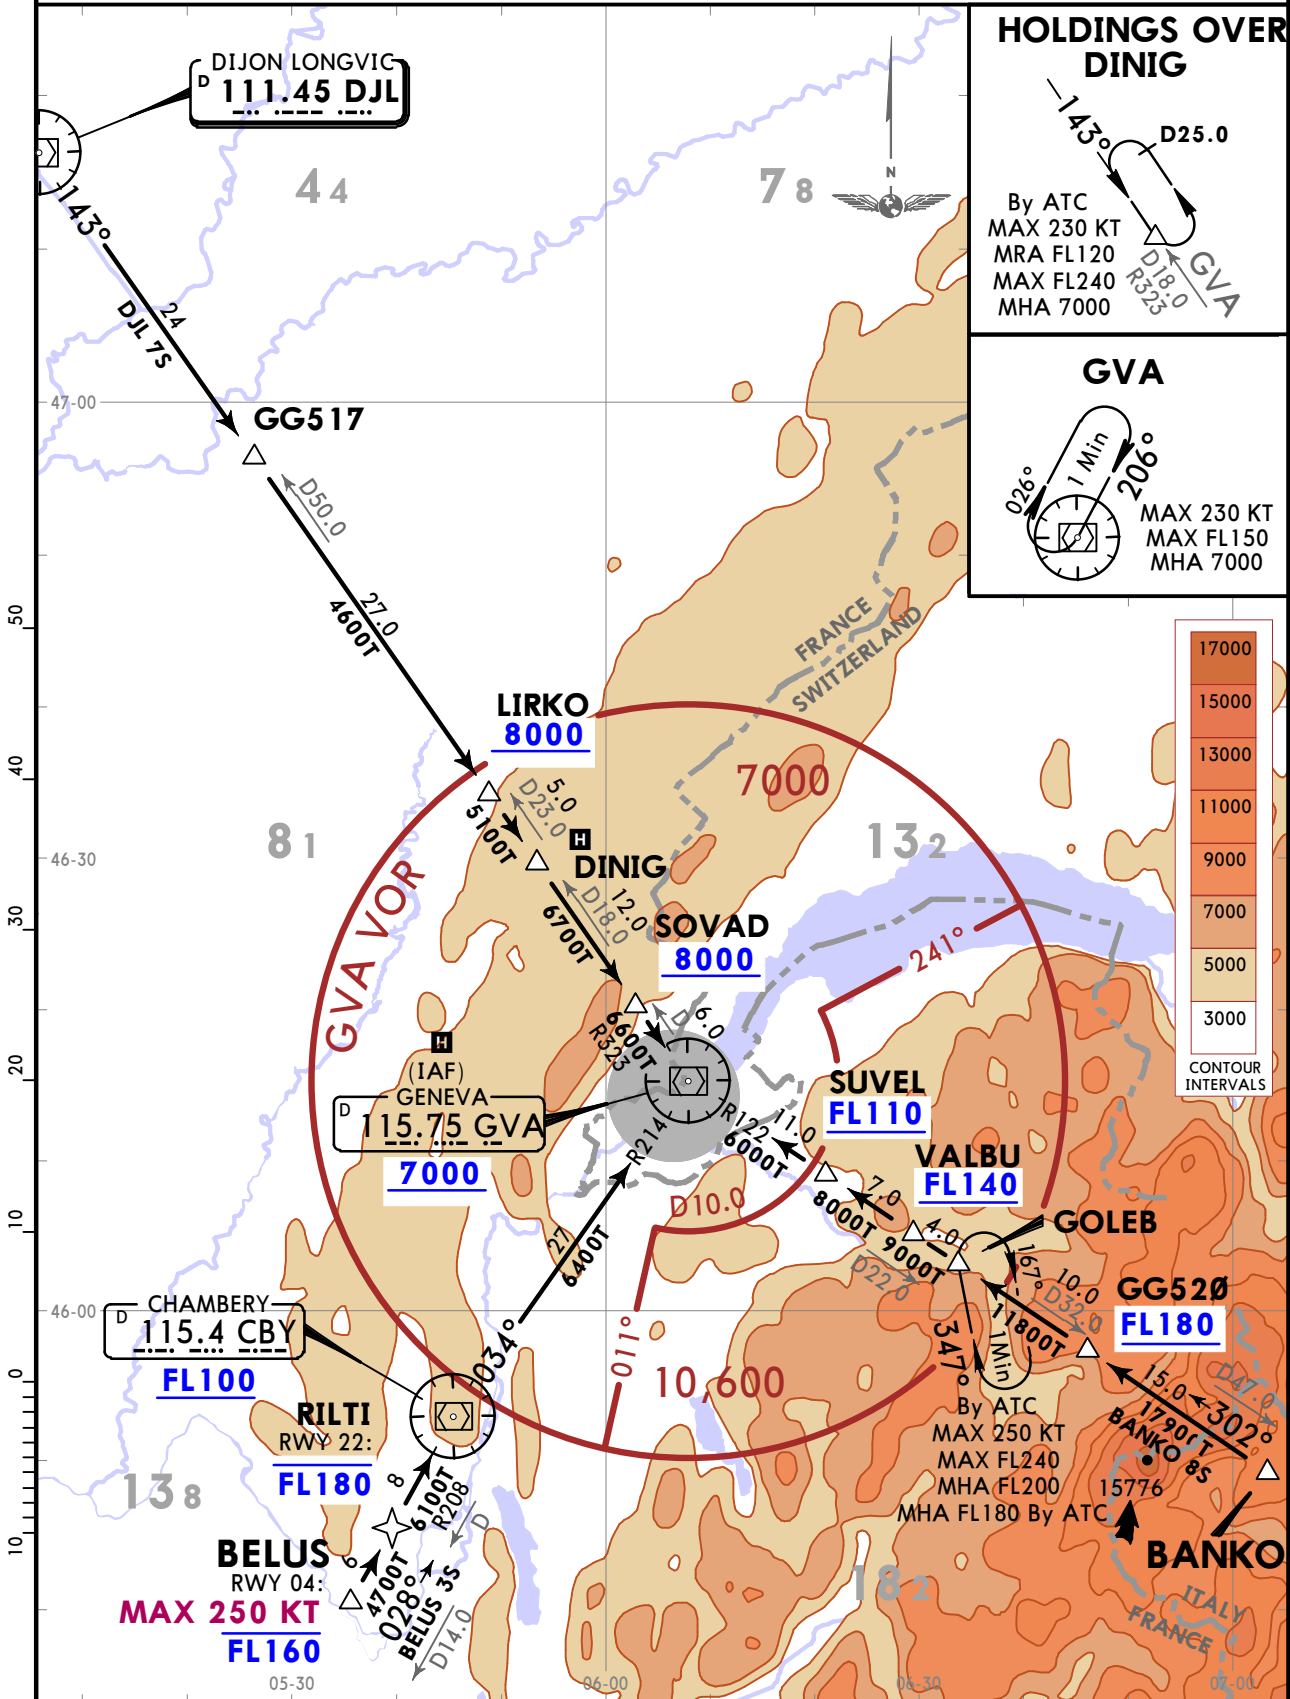 DIJON LONGVIC
D 111.45 DJL
44
78
N
HOLDINGS OVER
DINIG
143°
D25.0
By ATC
MAX 230 KT
MRA FL120
MAX FL240
MHA 7000
D18.0
R323
GVA
GVA
026°
1 Min
206°
MAX 230 KT
MAX FL150
MHA 7000
143°
24
DJL 7S
47-00
GG517
D50.0
27.0
4600T
FRANCE
SWITZERLAND
17000
15000
13000
11000
9000
7000
5000
3000
CONTOUR
INTERVALS
50
40
30
20
10
0
10
LIRKO
8000
7000
5.0
D23.0
5100T
H
81
46-30
132
DINIG
D18.0
12.0
6700T
SOVAD
8000
241°
GVA VOR
H
(IAF)
GENEVA
D 115.75 GVA
7000
D
6.0
6600T
R323
SUVEL
FL110
R122
11.0
6000T
R214
VALBU
FL140
7.0
8000T
D10.0
4.0
9000T
D22.0
GOLEB
167°
10.0
D32.0
11800T
GG520
FL180
347°
1Min
By ATC
MAX 250 KT
MAX FL240
MHA FL200
MHA FL180 By ATC
27
6400T
46-00
CHAMBERY
D 115.4 CBY
FL100
034°
011°
10,600
15.0
302°
D47.0
17900T
BANKO 8S
15776
BANKO
RILTI
RWY 22:
FL180
138
8
6100T
R208
D
BELUS
RWY 04:
MAX 250 KT
FL160
6
4700T
028°
BELUS 3S
D14.0
182
ITALY
FRANCE
05-30
06-00
06-30
07-00